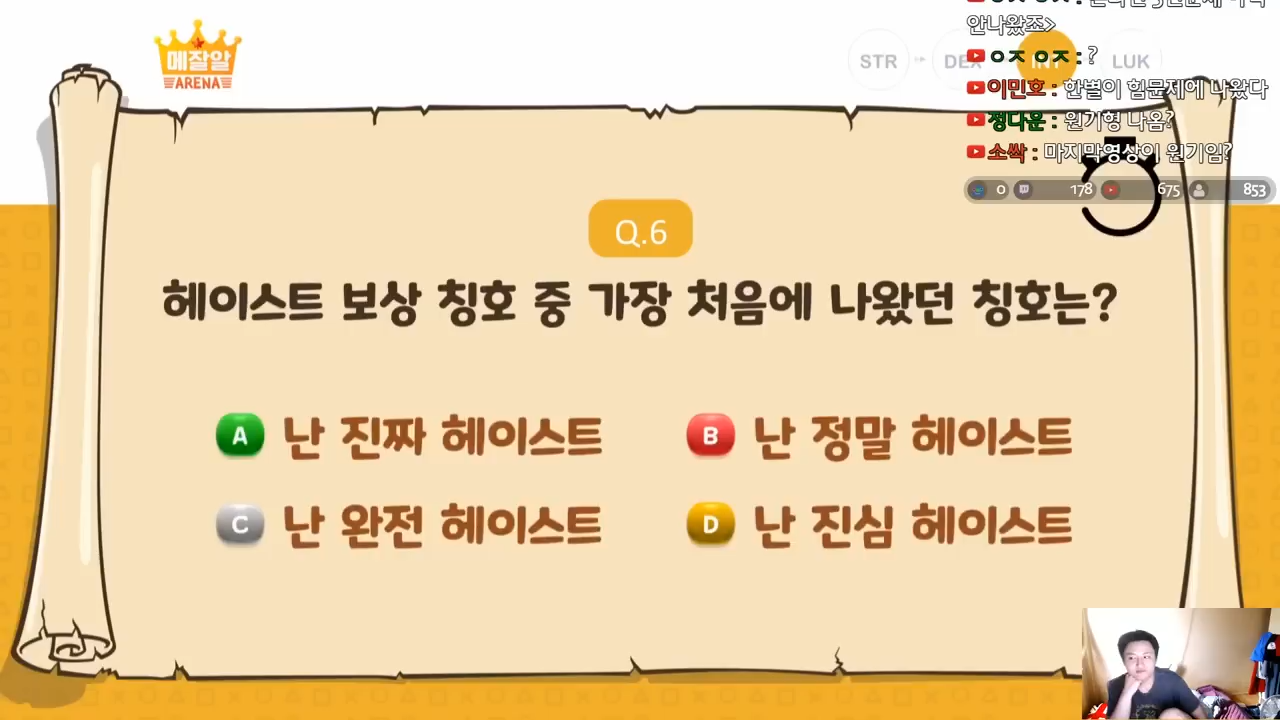 메잘알
ARENA
STR
DEX
INT
LUK
안나왔죠>
ㅇㅈ ㅇㅈ : ?
이민호 : 한별이 힘문제에 나왔다
정다훈 : 원기형 나옴?
소싹 : 마지막영상이 원기임?
0 178 675 853
Q.6
헤이스트 보상 칭호 중 가장 처음에 나왔던 칭호는?
A 난 진짜 헤이스트
B 난 정말 헤이스트
C 난 완전 헤이스트
D 난 진심 헤이스트